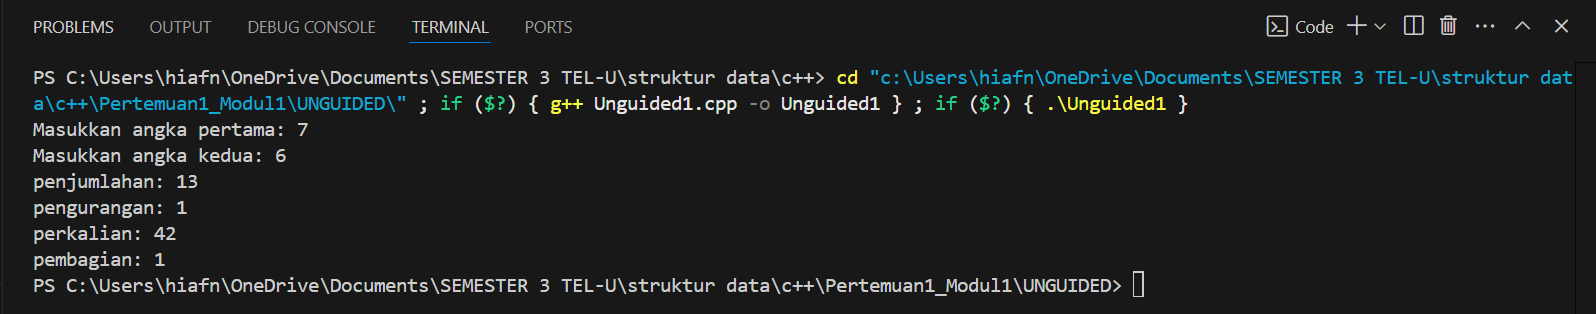 PROBLEMS OUTPUT DEBUG CONSOLE TERMINAL PORTS Code
PS C:\Users\hiafn\OneDrive\Documents\SEMESTER 3 TEL-U\struktur data\c++> cd "c:\Users\hiafn\OneDrive\Documents\SEMESTER 3 TEL-U\struktur dat
a\c++\Pertemuan1_Modul1\UNGUIDED\" ; if ($?) { g++ Unguided1.cpp -o Unguided1 } ; if ($?) { .\Unguided1 }
Masukkan angka pertama: 7
Masukkan angka kedua: 6
penjumlahan: 13
pengurangan: 1
perkalian: 42
pembagian: 1
PS C:\Users\hiafn\OneDrive\Documents\SEMESTER 3 TEL-U\struktur data\c++\Pertemuan1_Modul1\UNGUIDED>